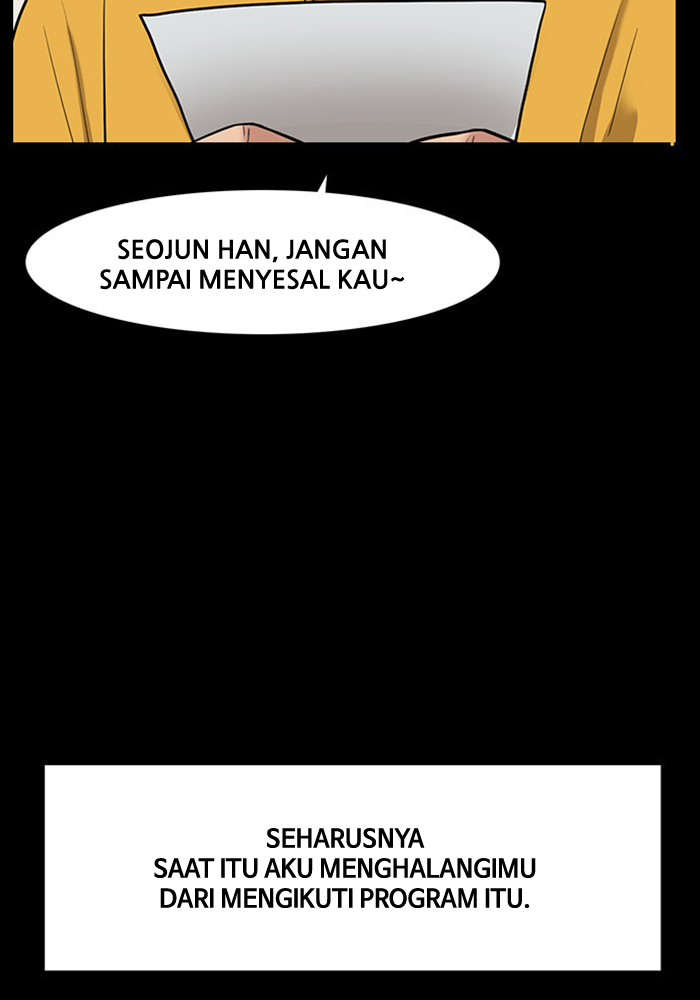 SEOJUN HAN, JANGAN
SAMPAI MENYESAL KAU~
SEHARUSNYA
SAAT ITU AKU MENGHALANGIMU
DARI MENGIKUTI PROGRAM ITU.